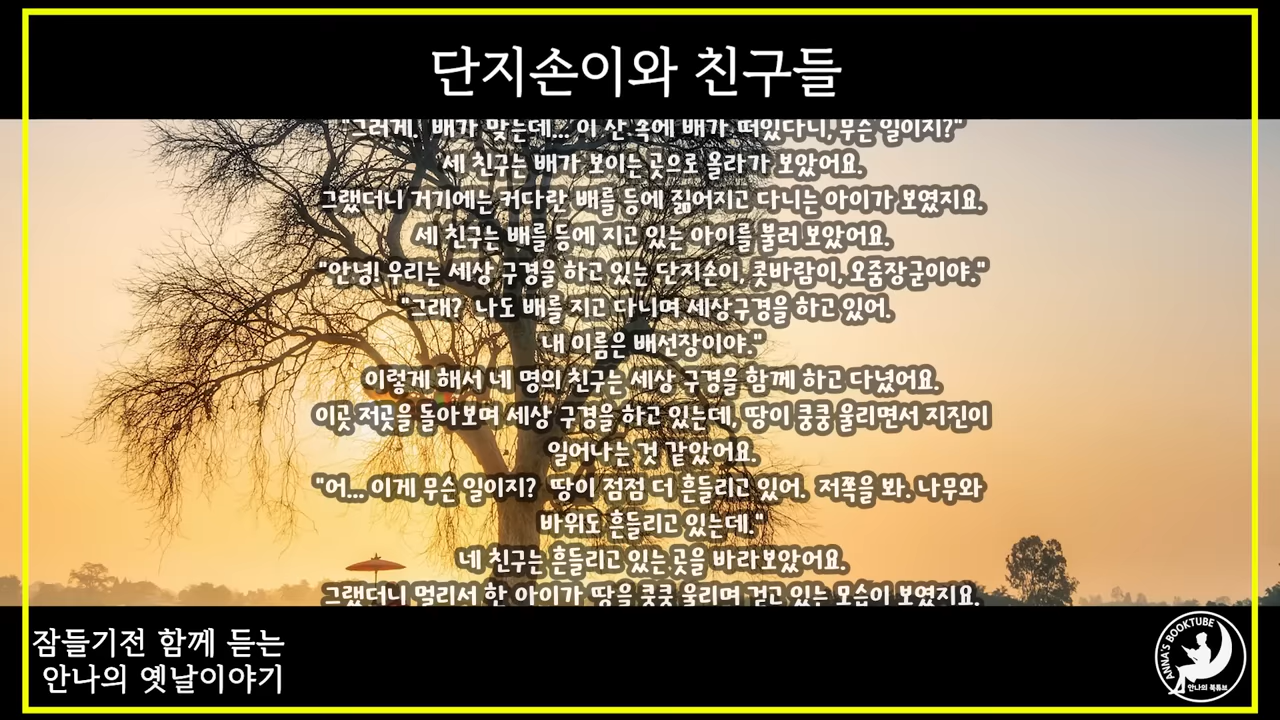 단지손이와 친구들
"그러게.  배가 맞는데... 이 산 속에 배가 떠있다니, 무슨 일이지?"
세 친구는 배가 보이는 곳으로 올라가 보았어요.
그랬더니 거기에는 커다란 배를 등에 짊어지고 다니는 아이가 보였지요.
세 친구는 배를 등에 지고 있는 아이를 불러 보았어요.
"안녕! 우리는 세상 구경을 하고 있는 단지손이, 콧바람이, 오줌장군이야."
"그래?  나도 배를 지고 다니며 세상구경을 하고 있어.
내 이름은 배선장이야."
이렇게 해서 네 명의 친구는 세상 구경을 함께 하고 다녔어요.
이곳 저곳을 돌아보며 세상 구경을 하고 있는데, 땅이 쿵쿵 울리면서 지진이
일어나는 것 같았어요.
"어... 이게 무슨 일이지?  땅이 점점 더 흔들리고 있어.  저쪽을 봐. 나무와
바위도 흔들리고 있는데."
네 친구는 흔들리고 있는 곳을 바라보았어요.
그랬더니 멀리서 한 아이가 땅을 쿵쿵 울리며 걷고 있는 모습이 보였지요.
잠들기전 함께 듣는
안나의 옛날이야기
ANNA'S BOOKTUBE
안나의 북튜브